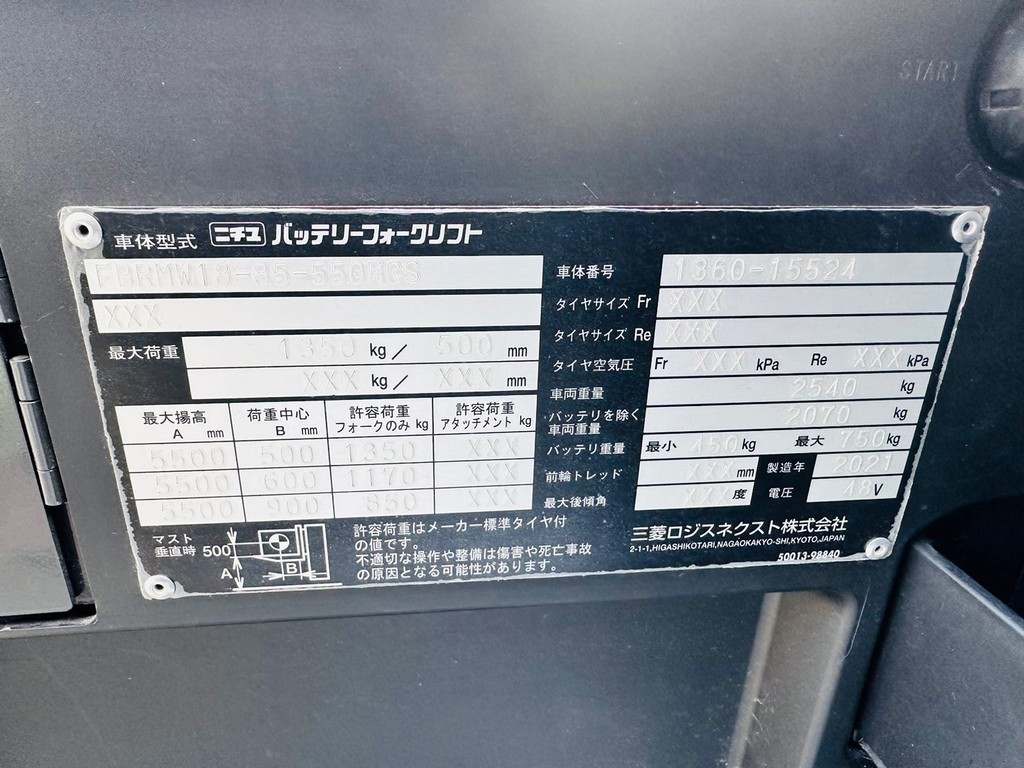 START
車体型式 ニチユ バッテリーフォークリフト
FBRMW18-85-550MCS
XXX
最大荷重 1350 kg/ 500 mm
XXX kg/ XXX mm
最大揚高 A mm 荷重中心 B mm 許容荷重 フォークのみ kg 許容荷重 アタッチメント kg
5500 500 1350 XXX
5500 600 1170 XXX
5500 900 850 XXX
マスト垂直時 500 A B
許容荷重はメーカー標準タイヤ付
の値です。
不適切な操作や整備は傷害や死亡事故
の原因となる可能性があります。
車体番号 1360-15524
タイヤサイズ Fr XXX
タイヤサイズ Re XXX
タイヤ空気圧 Fr XXX kPa Re XXX kPa
車両重量 2540 kg
バッテリを除く車両重量 2070 kg
バッテリ重量 最小 450 kg 最大 750 kg
前輪トレッド XXX mm 製造年 2021
最大後傾角 XXX 度 電圧 48 V
三菱ロジスネクスト株式会社
2-1-1,HIGASHIKOTARI,NAGAOKAKYO-SHI,KYOTO,JAPAN
50013-98840